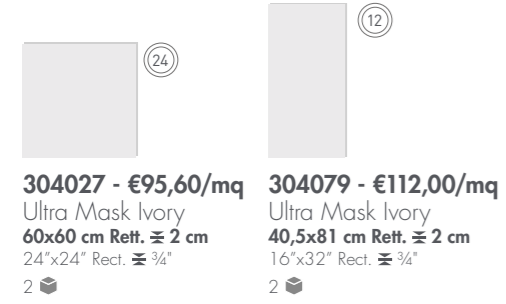 24
12
304027 - €95,60/mq
Ultra Mask Ivory
60x60 cm Rett. 2 cm
24”x24” Rect. ¾"
2
304079 - €112,00/mq
Ultra Mask Ivory
40,5x81 cm Rett. 2 cm
16”x32” Rect. ¾"
2